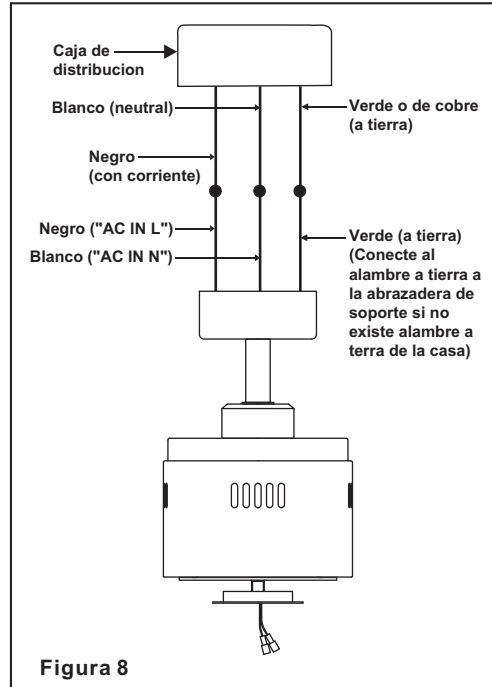 Caja de
distribucion
Blanco (neutral)
Verde o de cobre
(a tierra)
Negro
(con corriente)
Negro ("AC IN L")
Blanco ("AC IN N")
Verde (a tierra)
(Conecte al
alambre a tierra a
la abrazadera de
soporte si no
existe alambre a
terra de la casa)
Figura 8